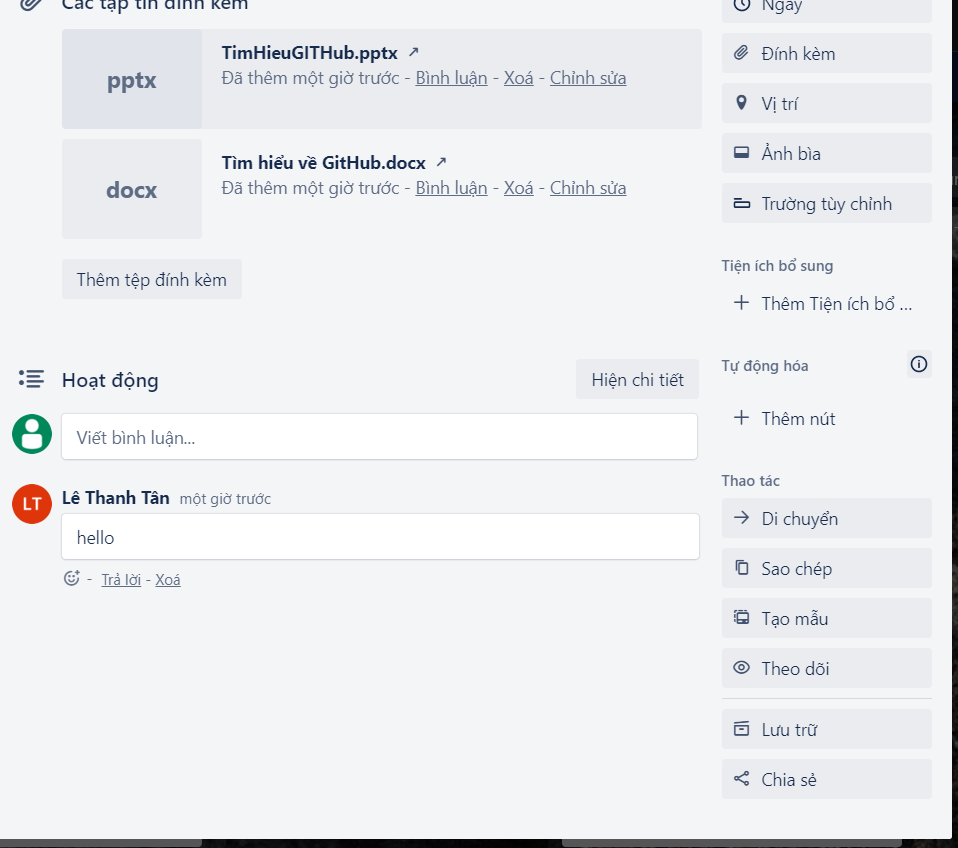 Các tập tin đính kèm
pptx
TimHieuGITHub.pptx ↗
Đã thêm một giờ trước - Bình luận - Xoá - Chỉnh sửa
docx
Tìm hiểu về GitHub.docx ↗
Đã thêm một giờ trước - Bình luận - Xoá - Chỉnh sửa
Thêm tệp đính kèm
Hoạt động
Hiện chi tiết
Viết bình luận...
LT
Lê Thanh Tân một giờ trước
hello
- Trả lời - Xoá
Ngày
Đính kèm
Vị trí
Ảnh bìa
Trường tùy chỉnh
Tiện ích bổ sung
+ Thêm Tiện ích bổ ...
Tự động hóa
+ Thêm nút
Thao tác
Di chuyển
Sao chép
Tạo mẫu
Theo dõi
Lưu trữ
Chia sẻ